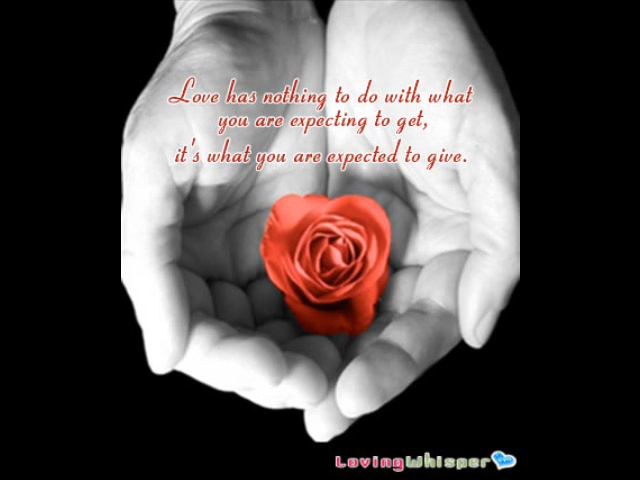 Love has nothing to do with what
you are expecting to get,
it's what you are expected to give.
LovingWhisper